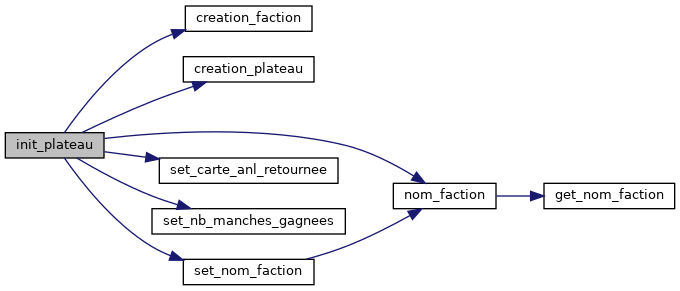 creation_faction
creation_plateau
init_plateau
set_carte_anl_retournee
nom_faction
get_nom_faction
set_nb_manches_gagnees
set_nom_faction